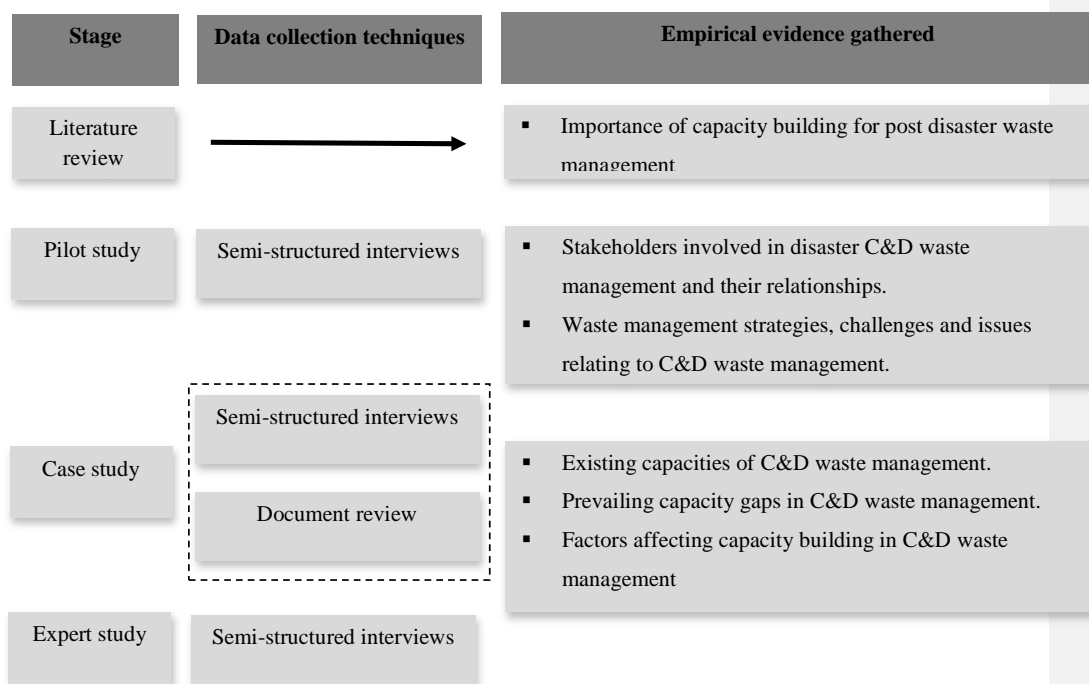 Stage
Data collection techniques
Empirical evidence gathered
Literature
review
▪ Importance of capacity building for post disaster waste
management
Pilot study
Semi-structured interviews
▪ Stakeholders involved in disaster C&D waste
management and their relationships.
▪ Waste management strategies, challenges and issues
relating to C&D waste management.
Case study
Semi-structured interviews
Document review
▪ Existing capacities of C&D waste management.
▪ Prevailing capacity gaps in C&D waste management.
▪ Factors affecting capacity building in C&D waste
management
Expert study
Semi-structured interviews